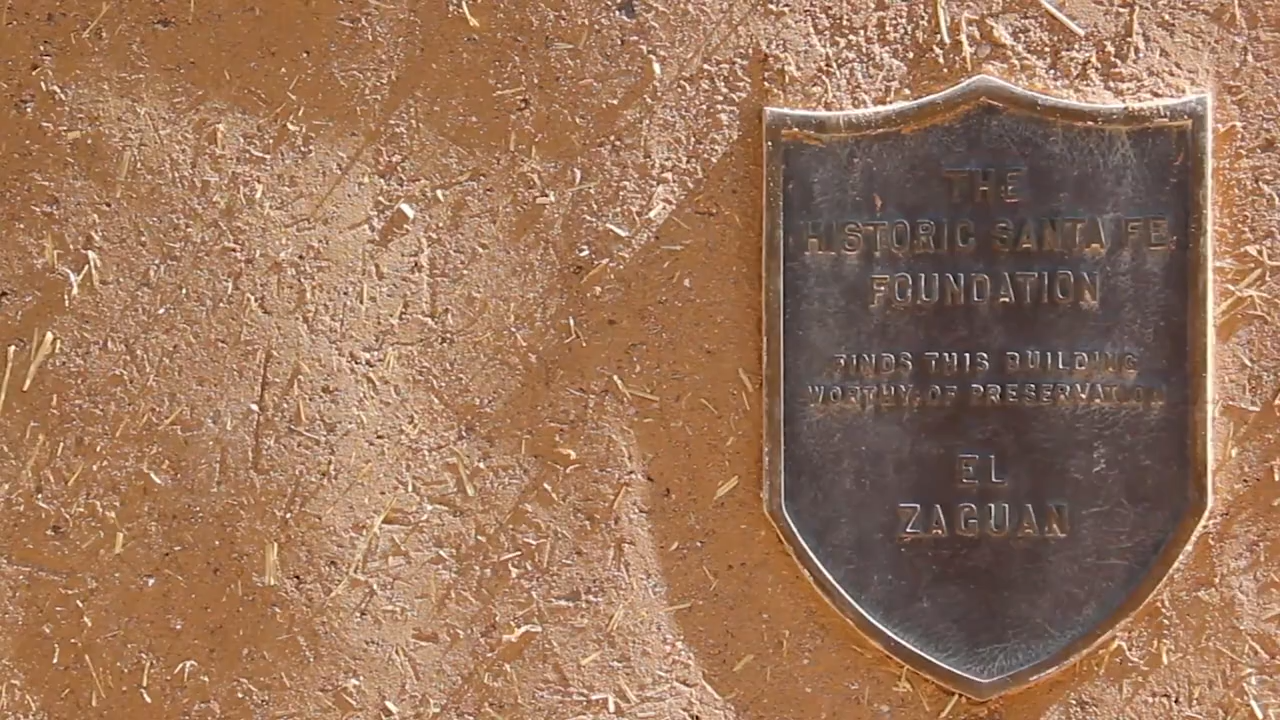 THE
HISTORIC SANTA FE
FOUNDATION
FINDS THIS BUILDING
WORTHY OF PRESERVATION
EL
ZAGUAN